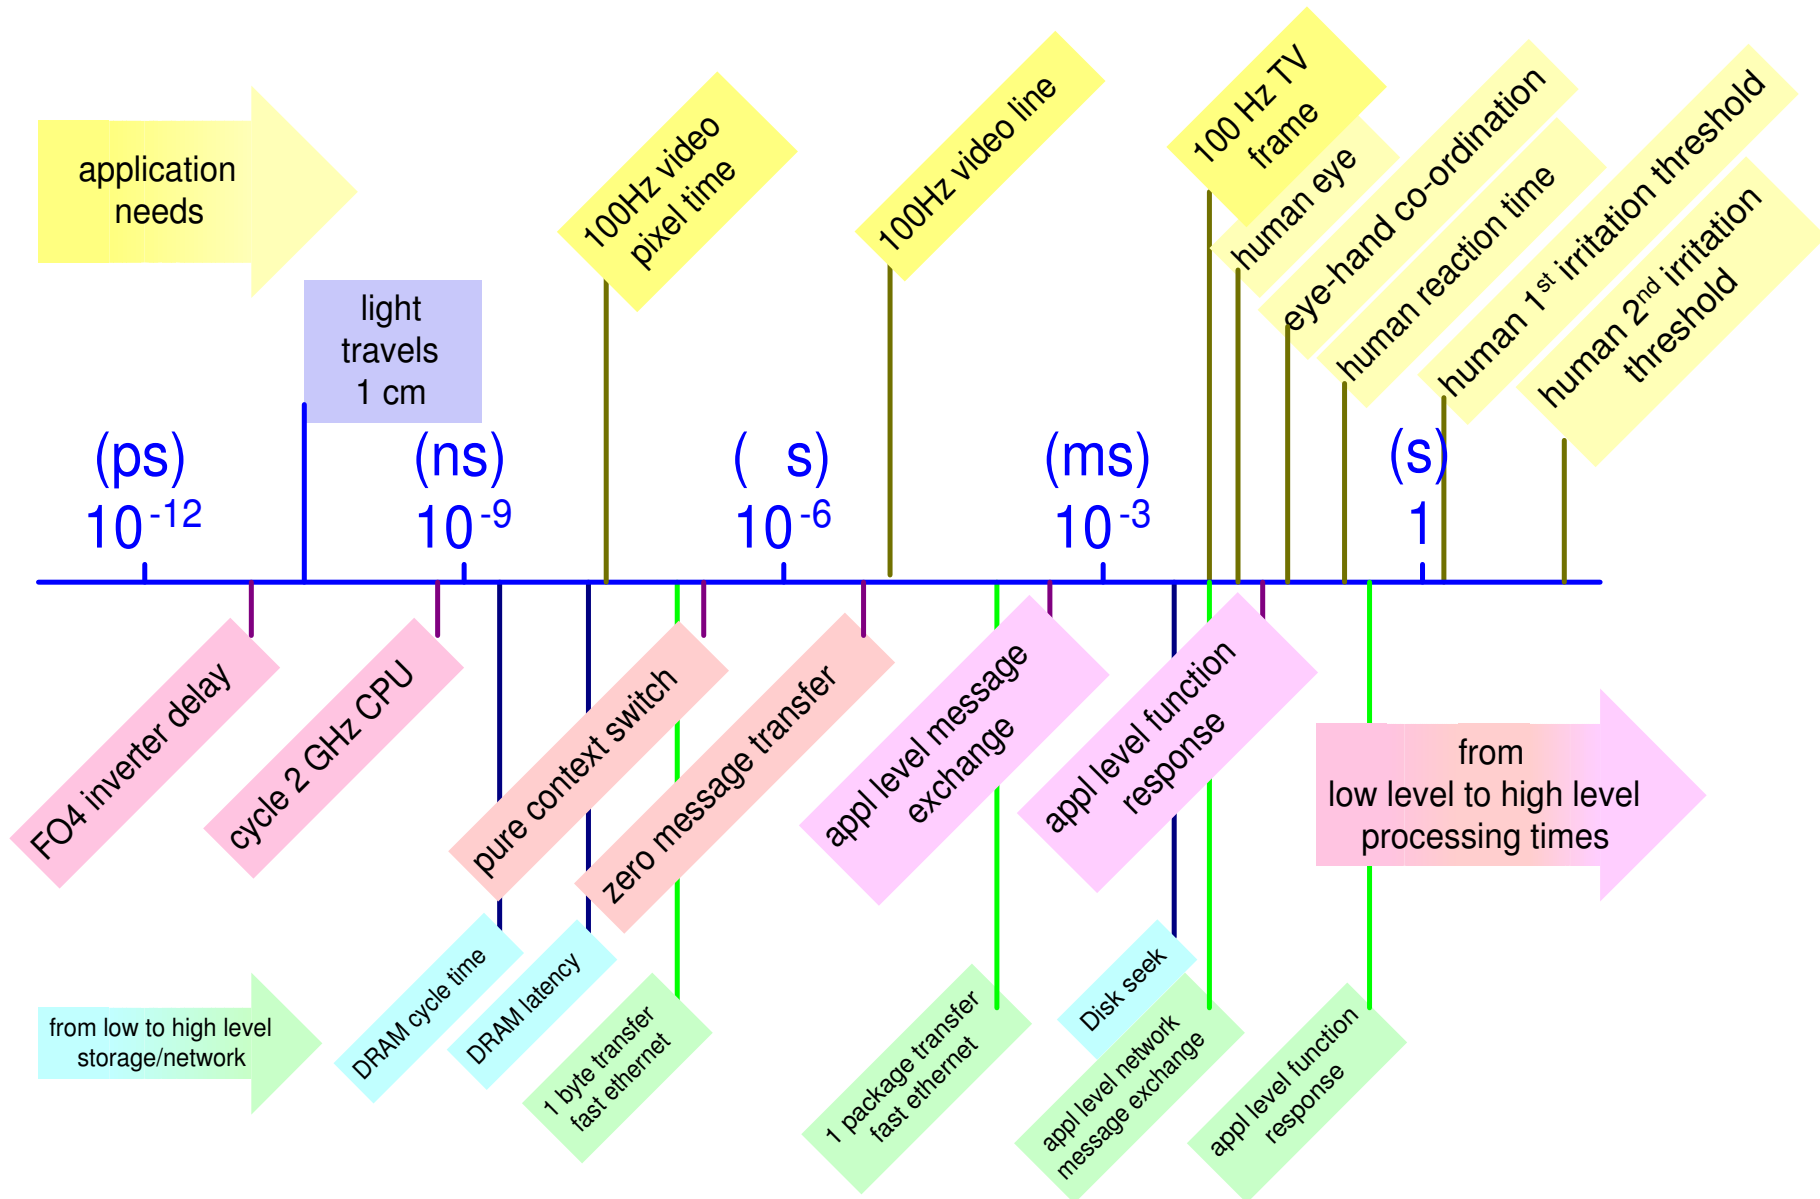 application
needs
100Hz video
pixel time
100Hz video line
100 Hz TV
frame
human eye
eye-hand co-ordination
human reaction time
human 1st irritation threshold
human 2nd irritation
threshold
light
travels
1 cm
(ps)
10-12
(ns)
10-9
( s)
10-6
(ms)
10-3
(s)
1
FO4 inverter delay
cycle 2 GHz CPU
pure context switch
zero message transfer
appl level message
exchange
appl level function
response
from
low level to high level
processing times
from low to high level
storage/network
DRAM cycle time
DRAM latency
1 byte transfer
fast ethernet
1 package transfer
fast ethernet
Disk seek
appl level network
message exchange
appl level function
response